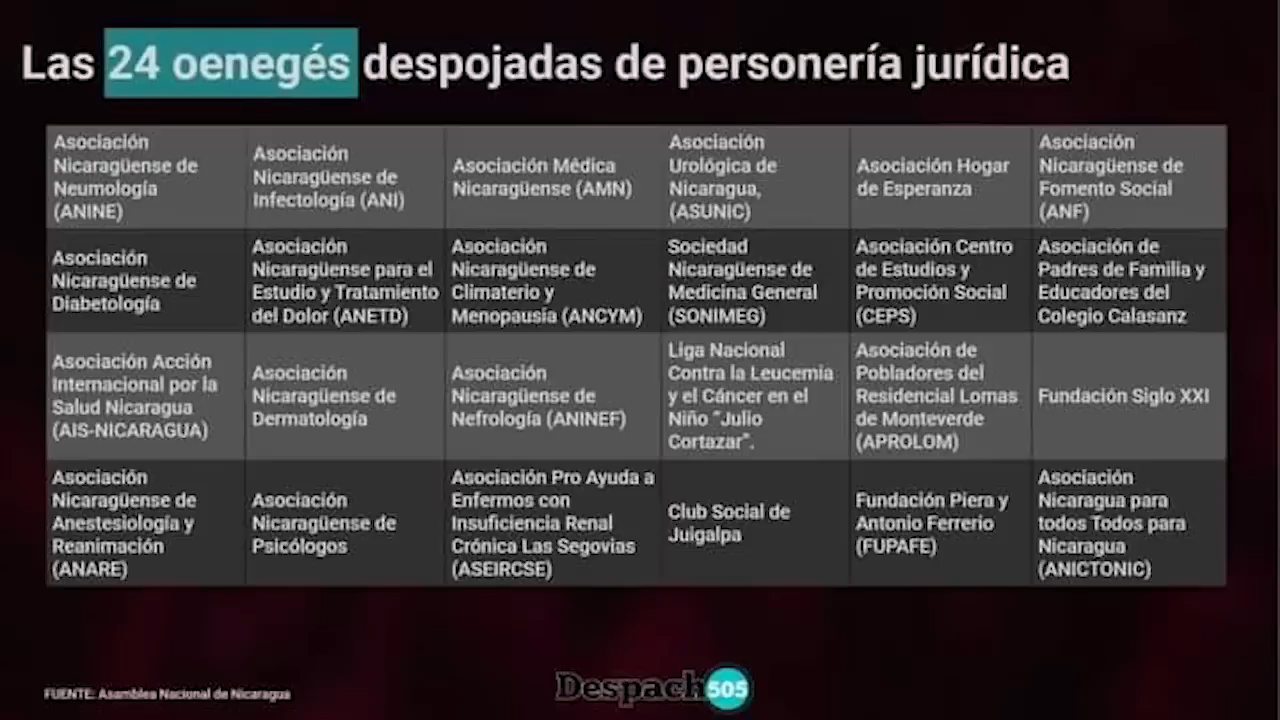 Las 24 oenegés despojadas de personería jurídica
Asociación
Nicaragüense de
Neumología
(ANINE)
Asociación
Nicaragüense de
Infectología (ANI)
Asociación Médica
Nicaragüense (AMN)
Asociación
Urológica de
Nicaragua,
(ASUNIC)
Asociación Hogar
de Esperanza
Asociación
Nicaragüense de
Fomento Social
(ANF)
Asociación
Nicaragüense de
Diabetología
Asociación
Nicaragüense para el
Estudio y Tratamiento
del Dolor (ANETD)
Asociación
Nicaragüense de
Climaterio y
Menopausía (ANCYM)
Sociedad
Nicaragüense de
Medicina General
(SONIMEG)
Asociación Centro
de Estudios y
Promoción Social
(CEPS)
Asociación de
Padres de Familia y
Educadores del
Colegio Calasanz
Asociación Acción
Internacional por la
Salud Nicaragua
(AIS-NICARAGUA)
Asociación
Nicaragüense de
Dermatología
Asociación
Nicaragüense de
Nefrología (ANINEF)
Liga Nacional
Contra la Leucemia
y el Cáncer en el
Niño “Julio
Cortazar”.
Asociación de
Pobladores del
Residencial Lomas
de Monteverde
(APROLOM)
Fundación Siglo XXI
Asociación
Nicaragüense de
Anestesiología y
Reanimación
(ANARE)
Asociación
Nicaragüense de
Psicólogos
Asociación Pro Ayuda a
Enfermos con
Insuficiencia Renal
Crónica Las Segovias
(ASEIRCSE)
Club Social de
Juigalpa
Fundación Piera y
Antonio Ferrerio
(FUPAFE)
Asociación
Nicaragua para
todos Todos para
Nicaragua
(ANICTONIC)
FUENTE: Asamblea Nacional de Nicaragua
Despach505